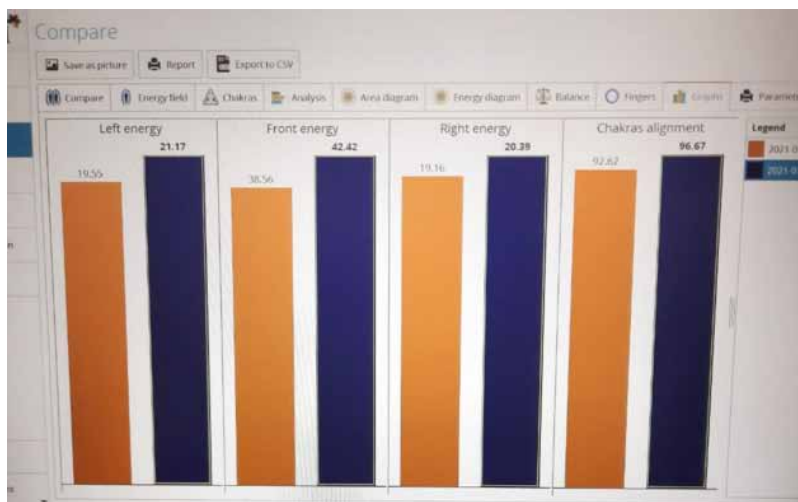 Compare
Save as picture Report Export to CSV
Compare Energy field Chakras Analysis Area diagram Energy diagram Balance Fingers Graphs
Left energy Front energy Right energy Chakras alignment Legend
21.17 42.42 20.39 96.67
19.55 38.56 19.16 92.62